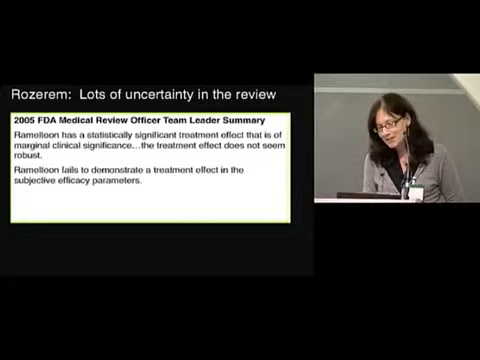 Rozerem: Lots of uncertainty in the review
2005 FDA Medical Review Officer Team Leader Summary
Ramelteon has a statistically significant treatment effect that is of
marginal clinical significance…the treatment effect does not seem
robust.
Ramelteon fails to demonstrate a treatment effect in the
subjective efficacy parameters.